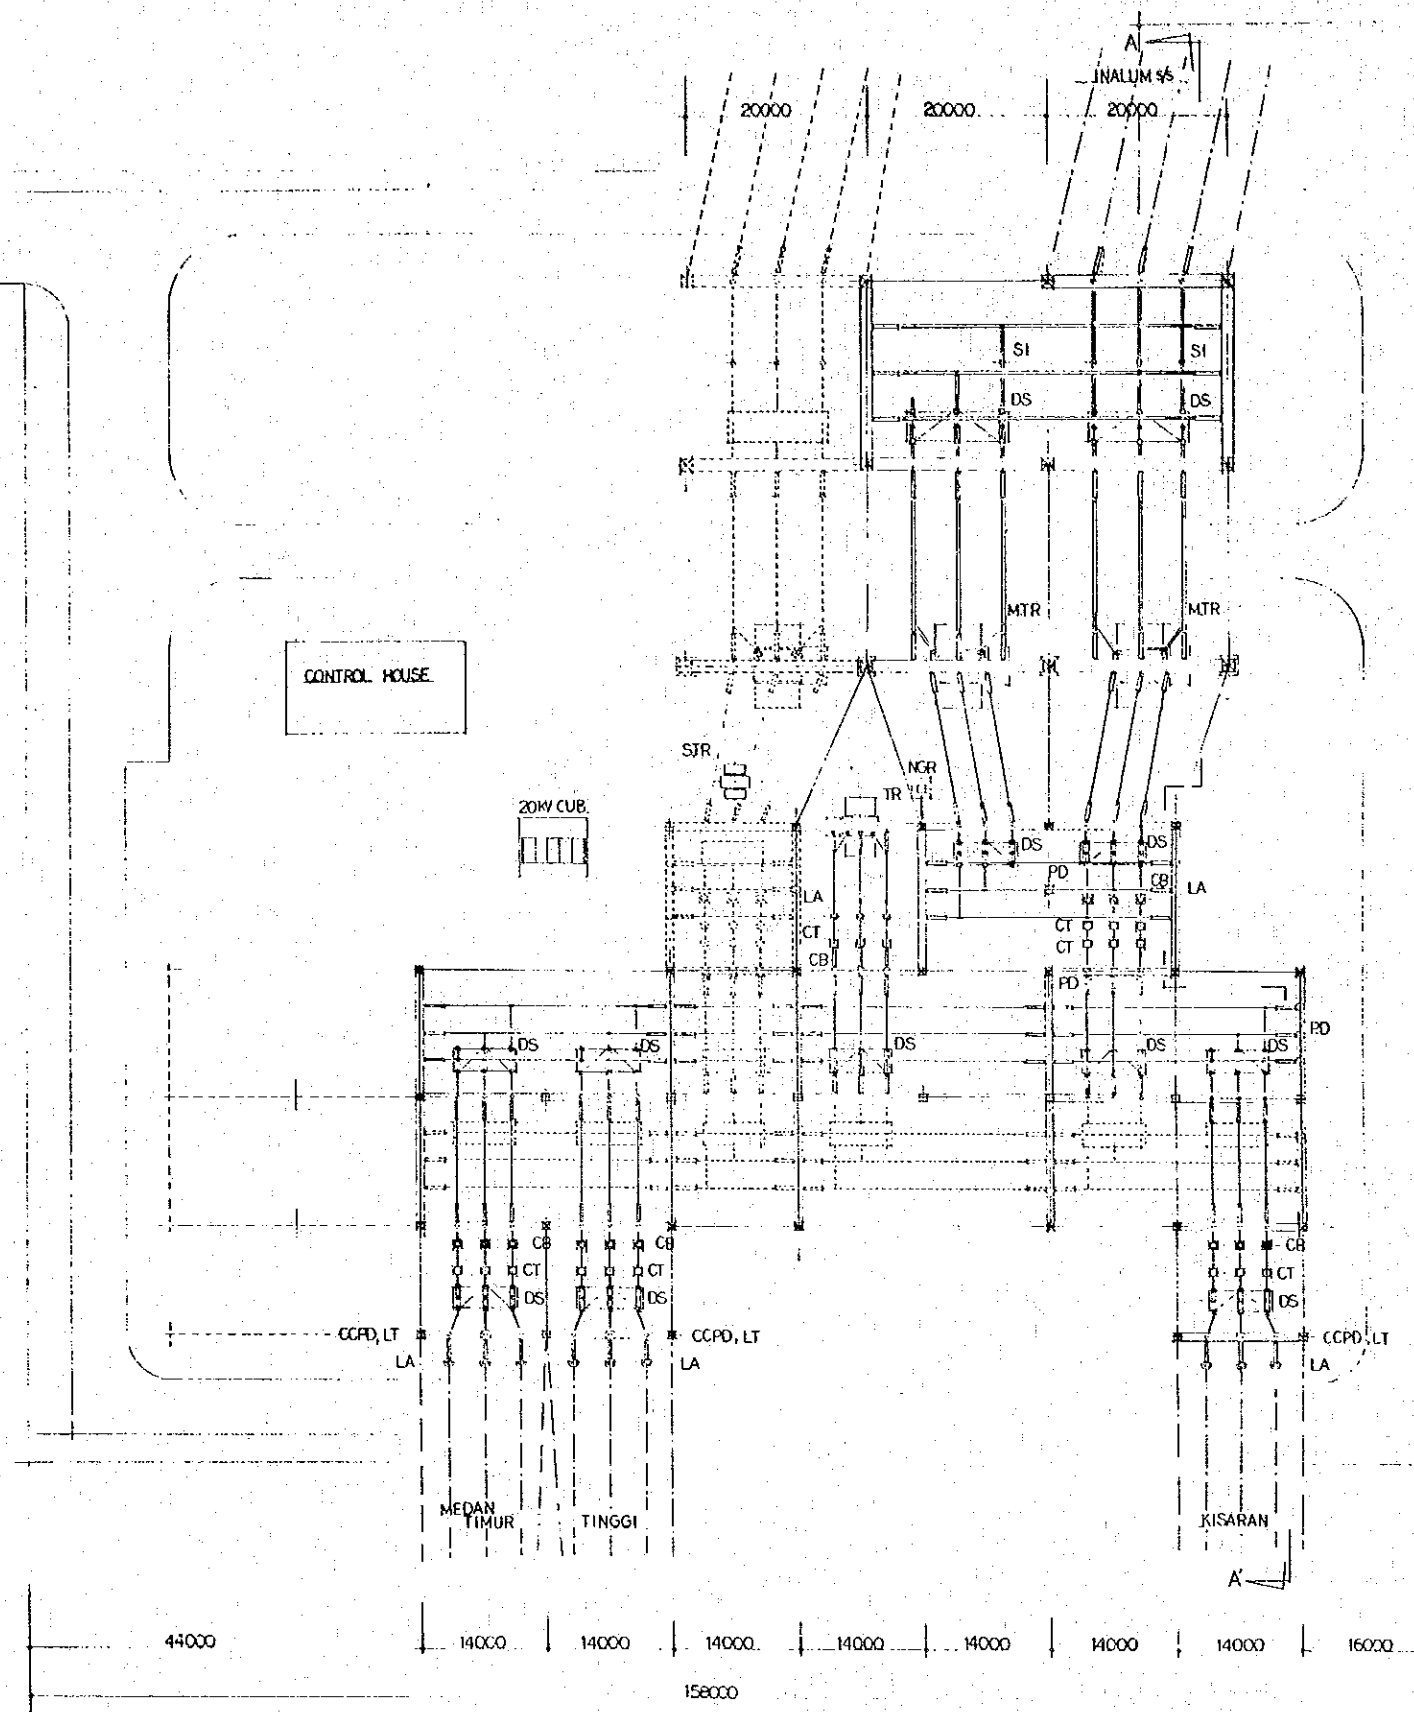 A
INALUM S/S
20000
20000
20000
SI
SI
DS
DS
MTR
MTR
CONTROL HOUSE
STR
NGR
TR
20KV CUB.
DS
DS
PD
CB
LA
LA
CT
CT
CT
CB
PD
PD
DS
DS
DS
DS
DS
CB
CB
CB
CT
CT
CT
DS
DS
DS
CCPD, LT
CCPD, LT
CCPD, LT
LA
LA
LA
MEDAN
TIMUR
TINGGI
KISARAN
A'
44000
14000
14000
14000
14000
14000
14000
14000
16000
158000